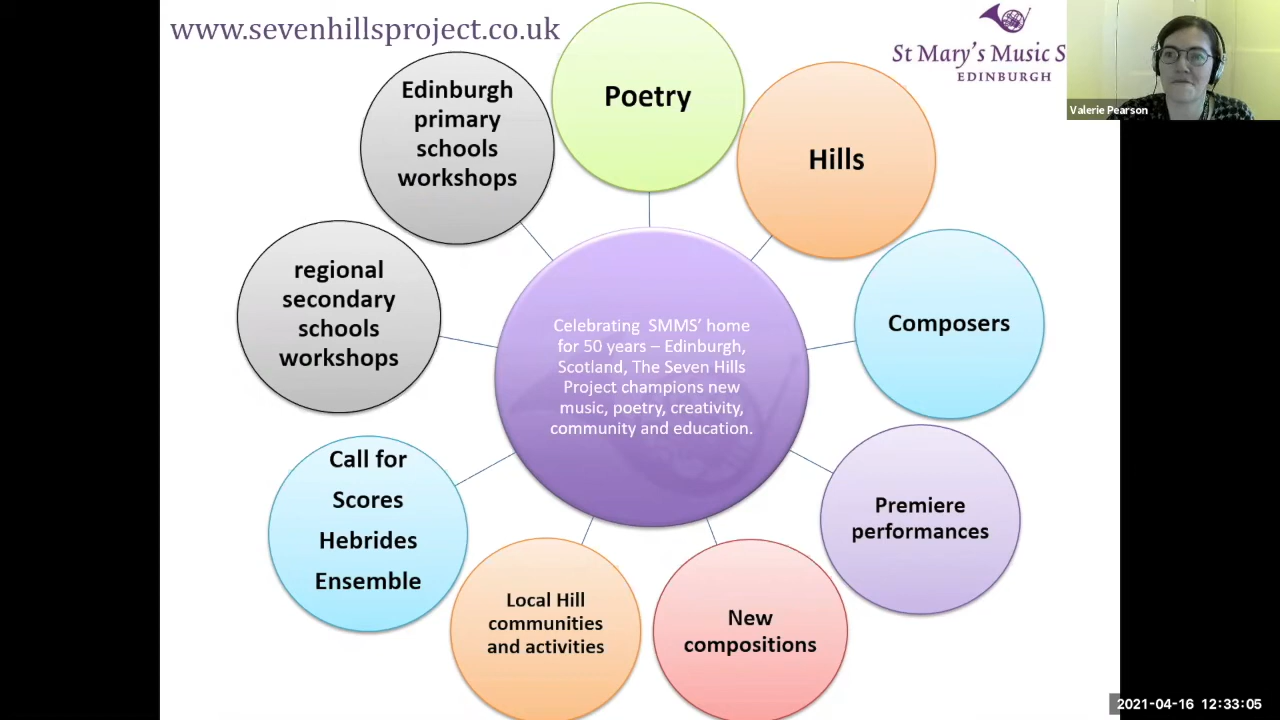 www.sevenhillsproject.co.uk
St Mary's Music S
EDINBURGH
Valerie Pearson
Poetry
Hills
Composers
Premiere
performances
New
compositions
Local Hill
communities
and activities
Call for
Scores
Hebrides
Ensemble
regional
secondary
schools
workshops
Edinburgh
primary
schools
workshops
Celebrating SMMS' home
for 50 years – Edinburgh,
Scotland, The Seven Hills
Project champions new
music, poetry, creativity,
community and education.
2021-04-16 12:33:05